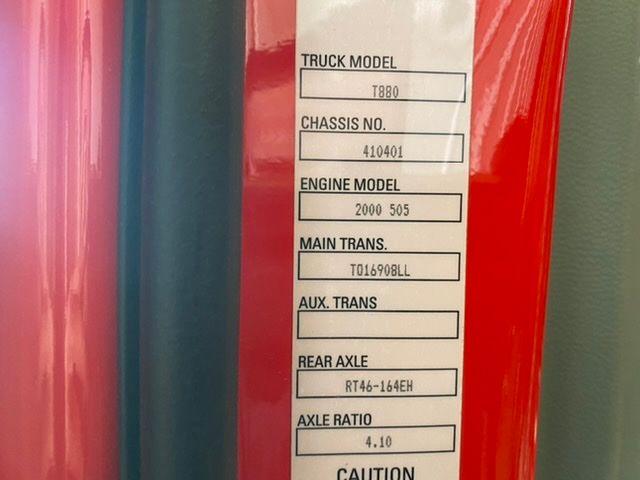 TRUCK MODEL
T880
CHASSIS NO.
410401
ENGINE MODEL
2000 505
MAIN TRANS.
TO16908LL
AUX. TRANS
REAR AXLE
RT46-164EH
AXLE RATIO
4.10
CAUTION